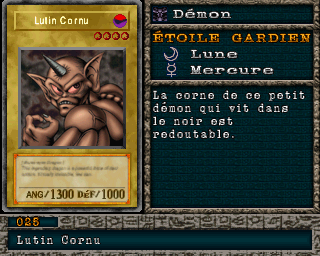 Lutin Cornu
ANG/1300 DéF/1000
Démon
ÉTOILE GARDIEN
Lune
Mercure
La corne de ce petit
démon qui vit dans
le noir est
redoutable.
025
Lutin Cornu